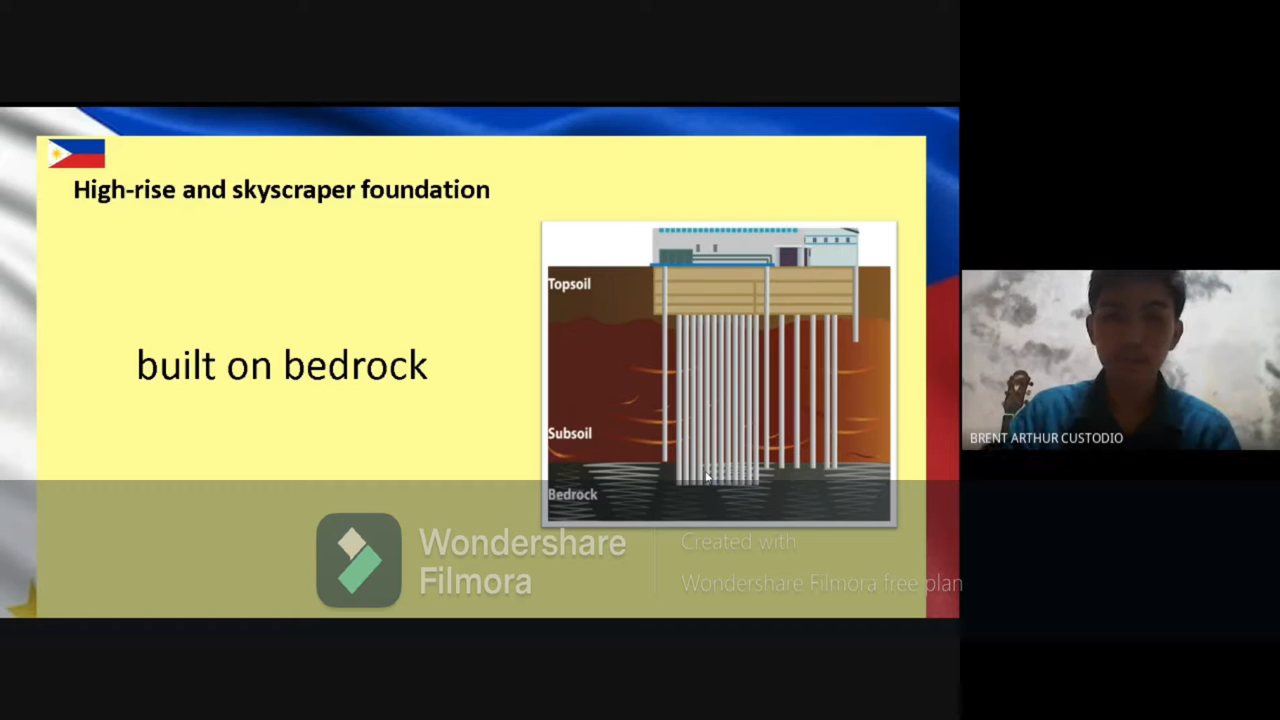 High-rise and skyscraper foundation
built on bedrock
Topsoil
Subsoil
Bedrock
BRENT ARTHUR CUSTODIO
Wondershare
Filmora
Created with
Wondershare Filmora free plan